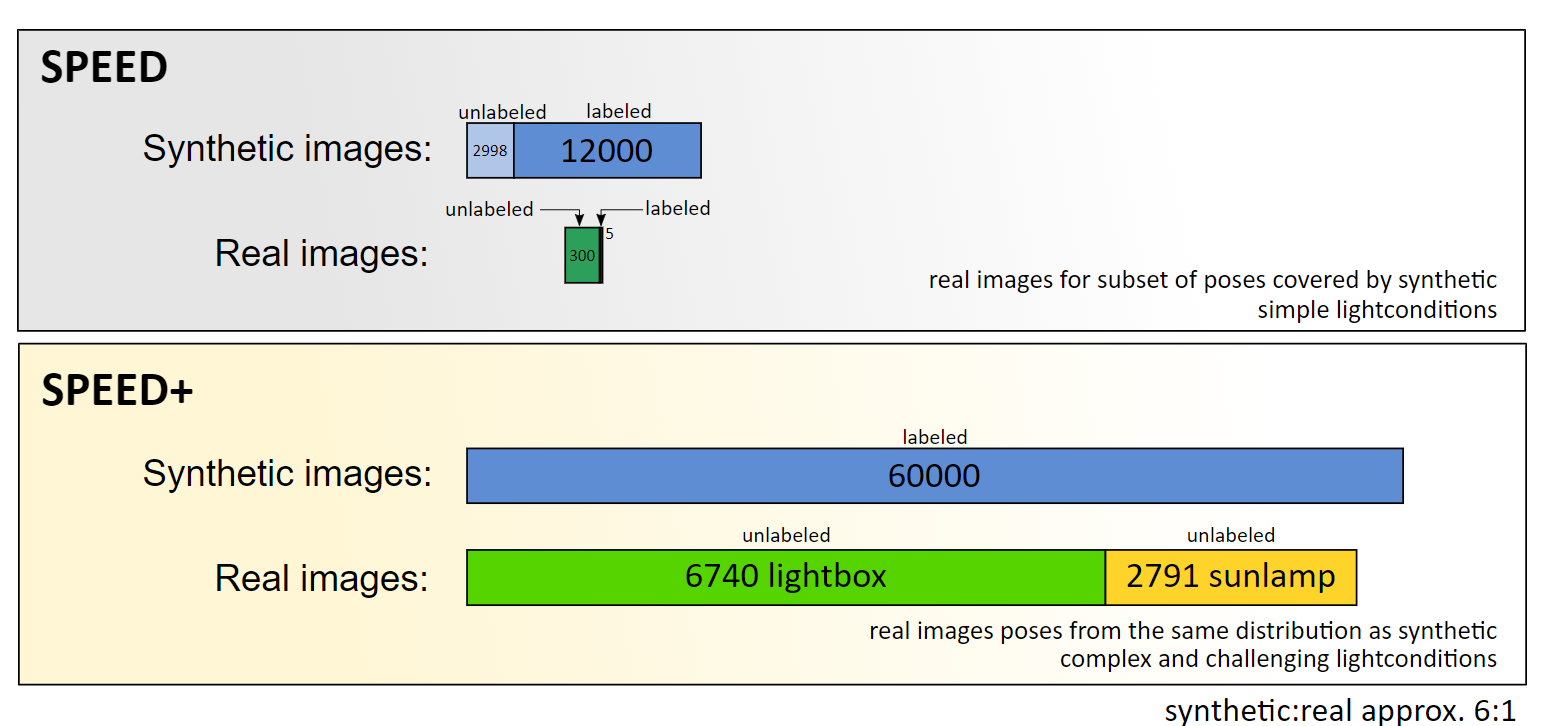 SPEED
unlabeled labeled
Synthetic images: 2998 12000
unlabeled labeled
5
Real images: 300
real images for subset of poses covered by synthetic
simple lightconditions
SPEED+
labeled
Synthetic images: 60000
unlabeled unlabeled
Real images: 6740 lightbox 2791 sunlamp
real images poses from the same distribution as synthetic
complex and challenging lightconditions
synthetic:real approx. 6:1